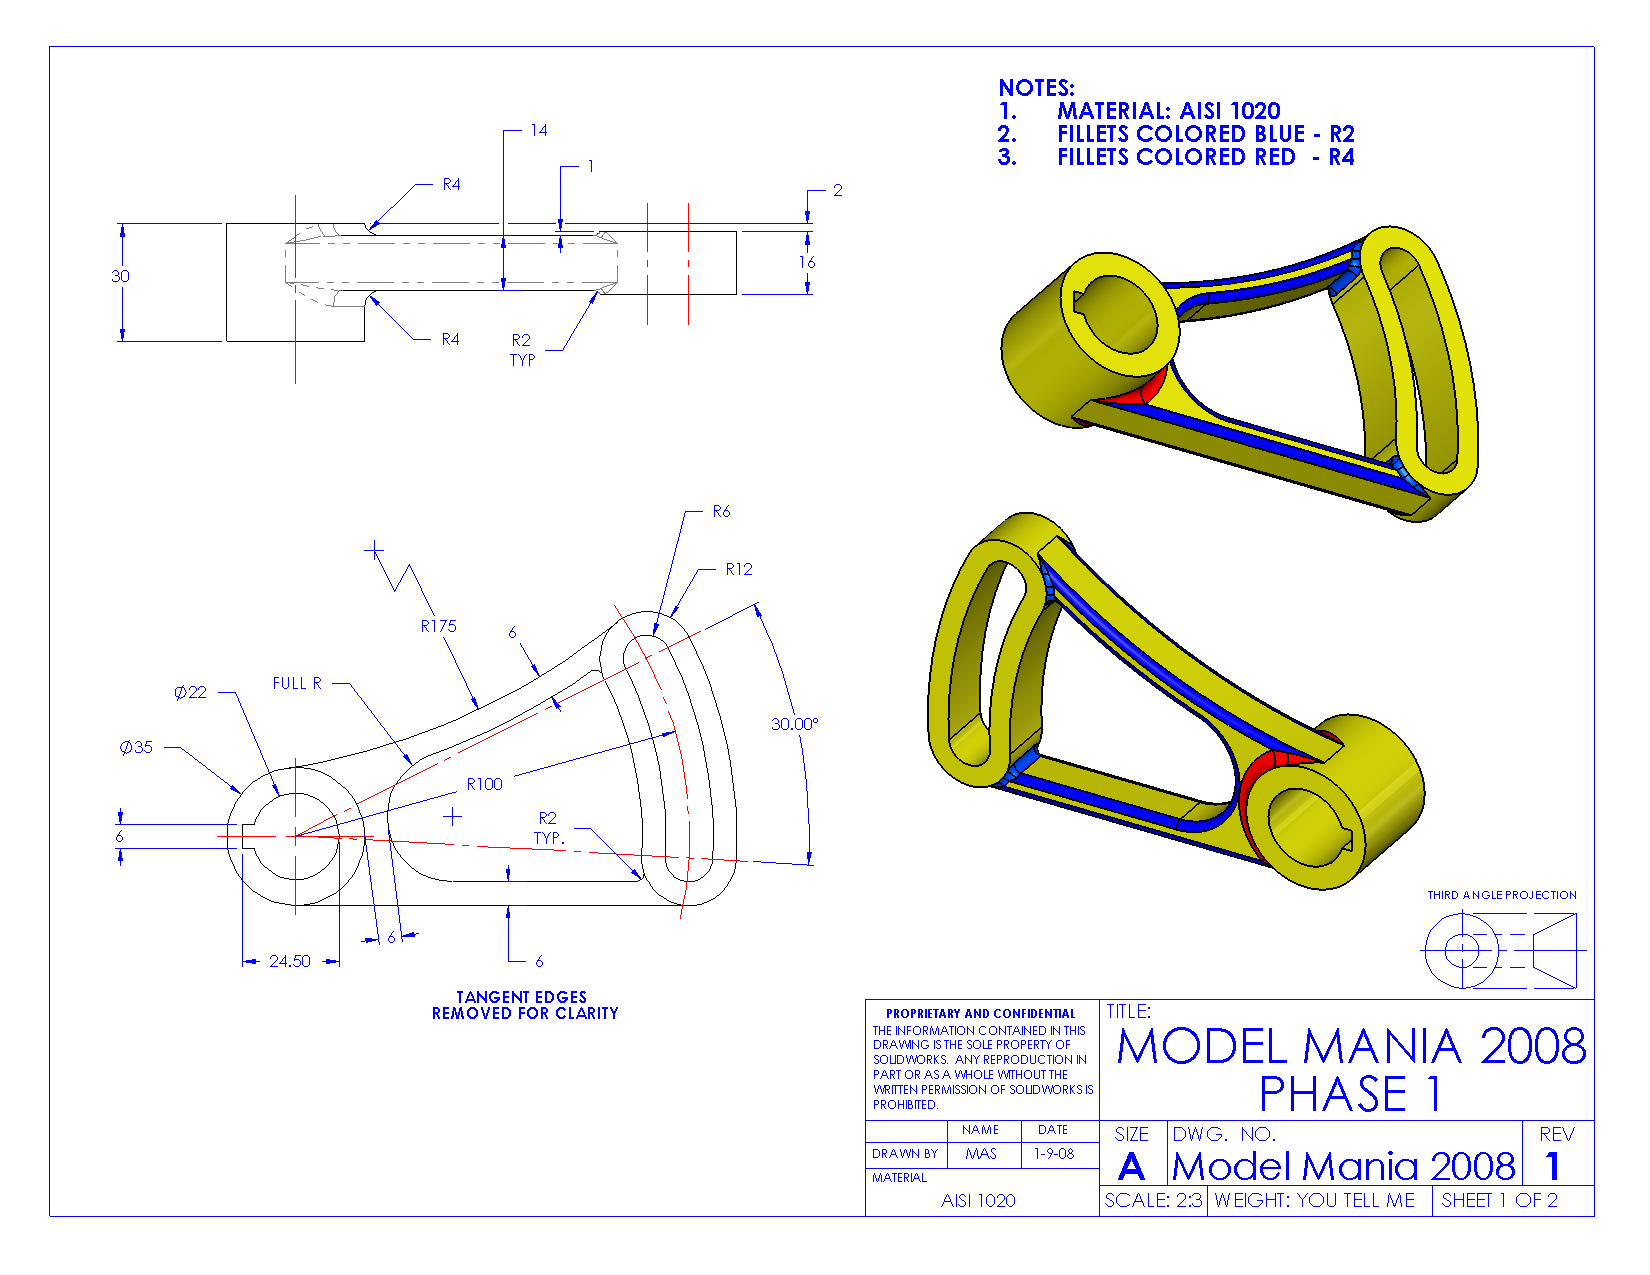 NOTES:
1. MATERIAL: AISI 1020
2. FILLETS COLORED BLUE - R2
3. FILLETS COLORED RED - R4
14
1
R4
2
30
16
R4
R2
TYP
R6
R12
R175
6
FULL R
Ø22
30.00°
Ø35
R100
R2
TYP.
6
6
24.50
6
TANGENT EDGES
REMOVED FOR CLARITY
THIRD ANGLE PROJECTION
PROPRIETARY AND CONFIDENTIAL
THE INFORMATION CONTAINED IN THIS
DRAWING IS THE SOLE PROPERTY OF
SOLIDWORKS. ANY REPRODUCTION IN
PART OR AS A WHOLE WITHOUT THE
WRITTEN PERMISSION OF SOLIDWORKS IS
PROHIBITED.
TITLE:
MODEL MANIA 2008
PHASE 1
NAME DATE
DRAWN BY MAS 1-9-08
MATERIAL
AISI 1020
SIZE DWG. NO. REV
A Model Mania 2008 1
SCALE: 2:3 WEIGHT: YOU TELL ME SHEET 1 OF 2